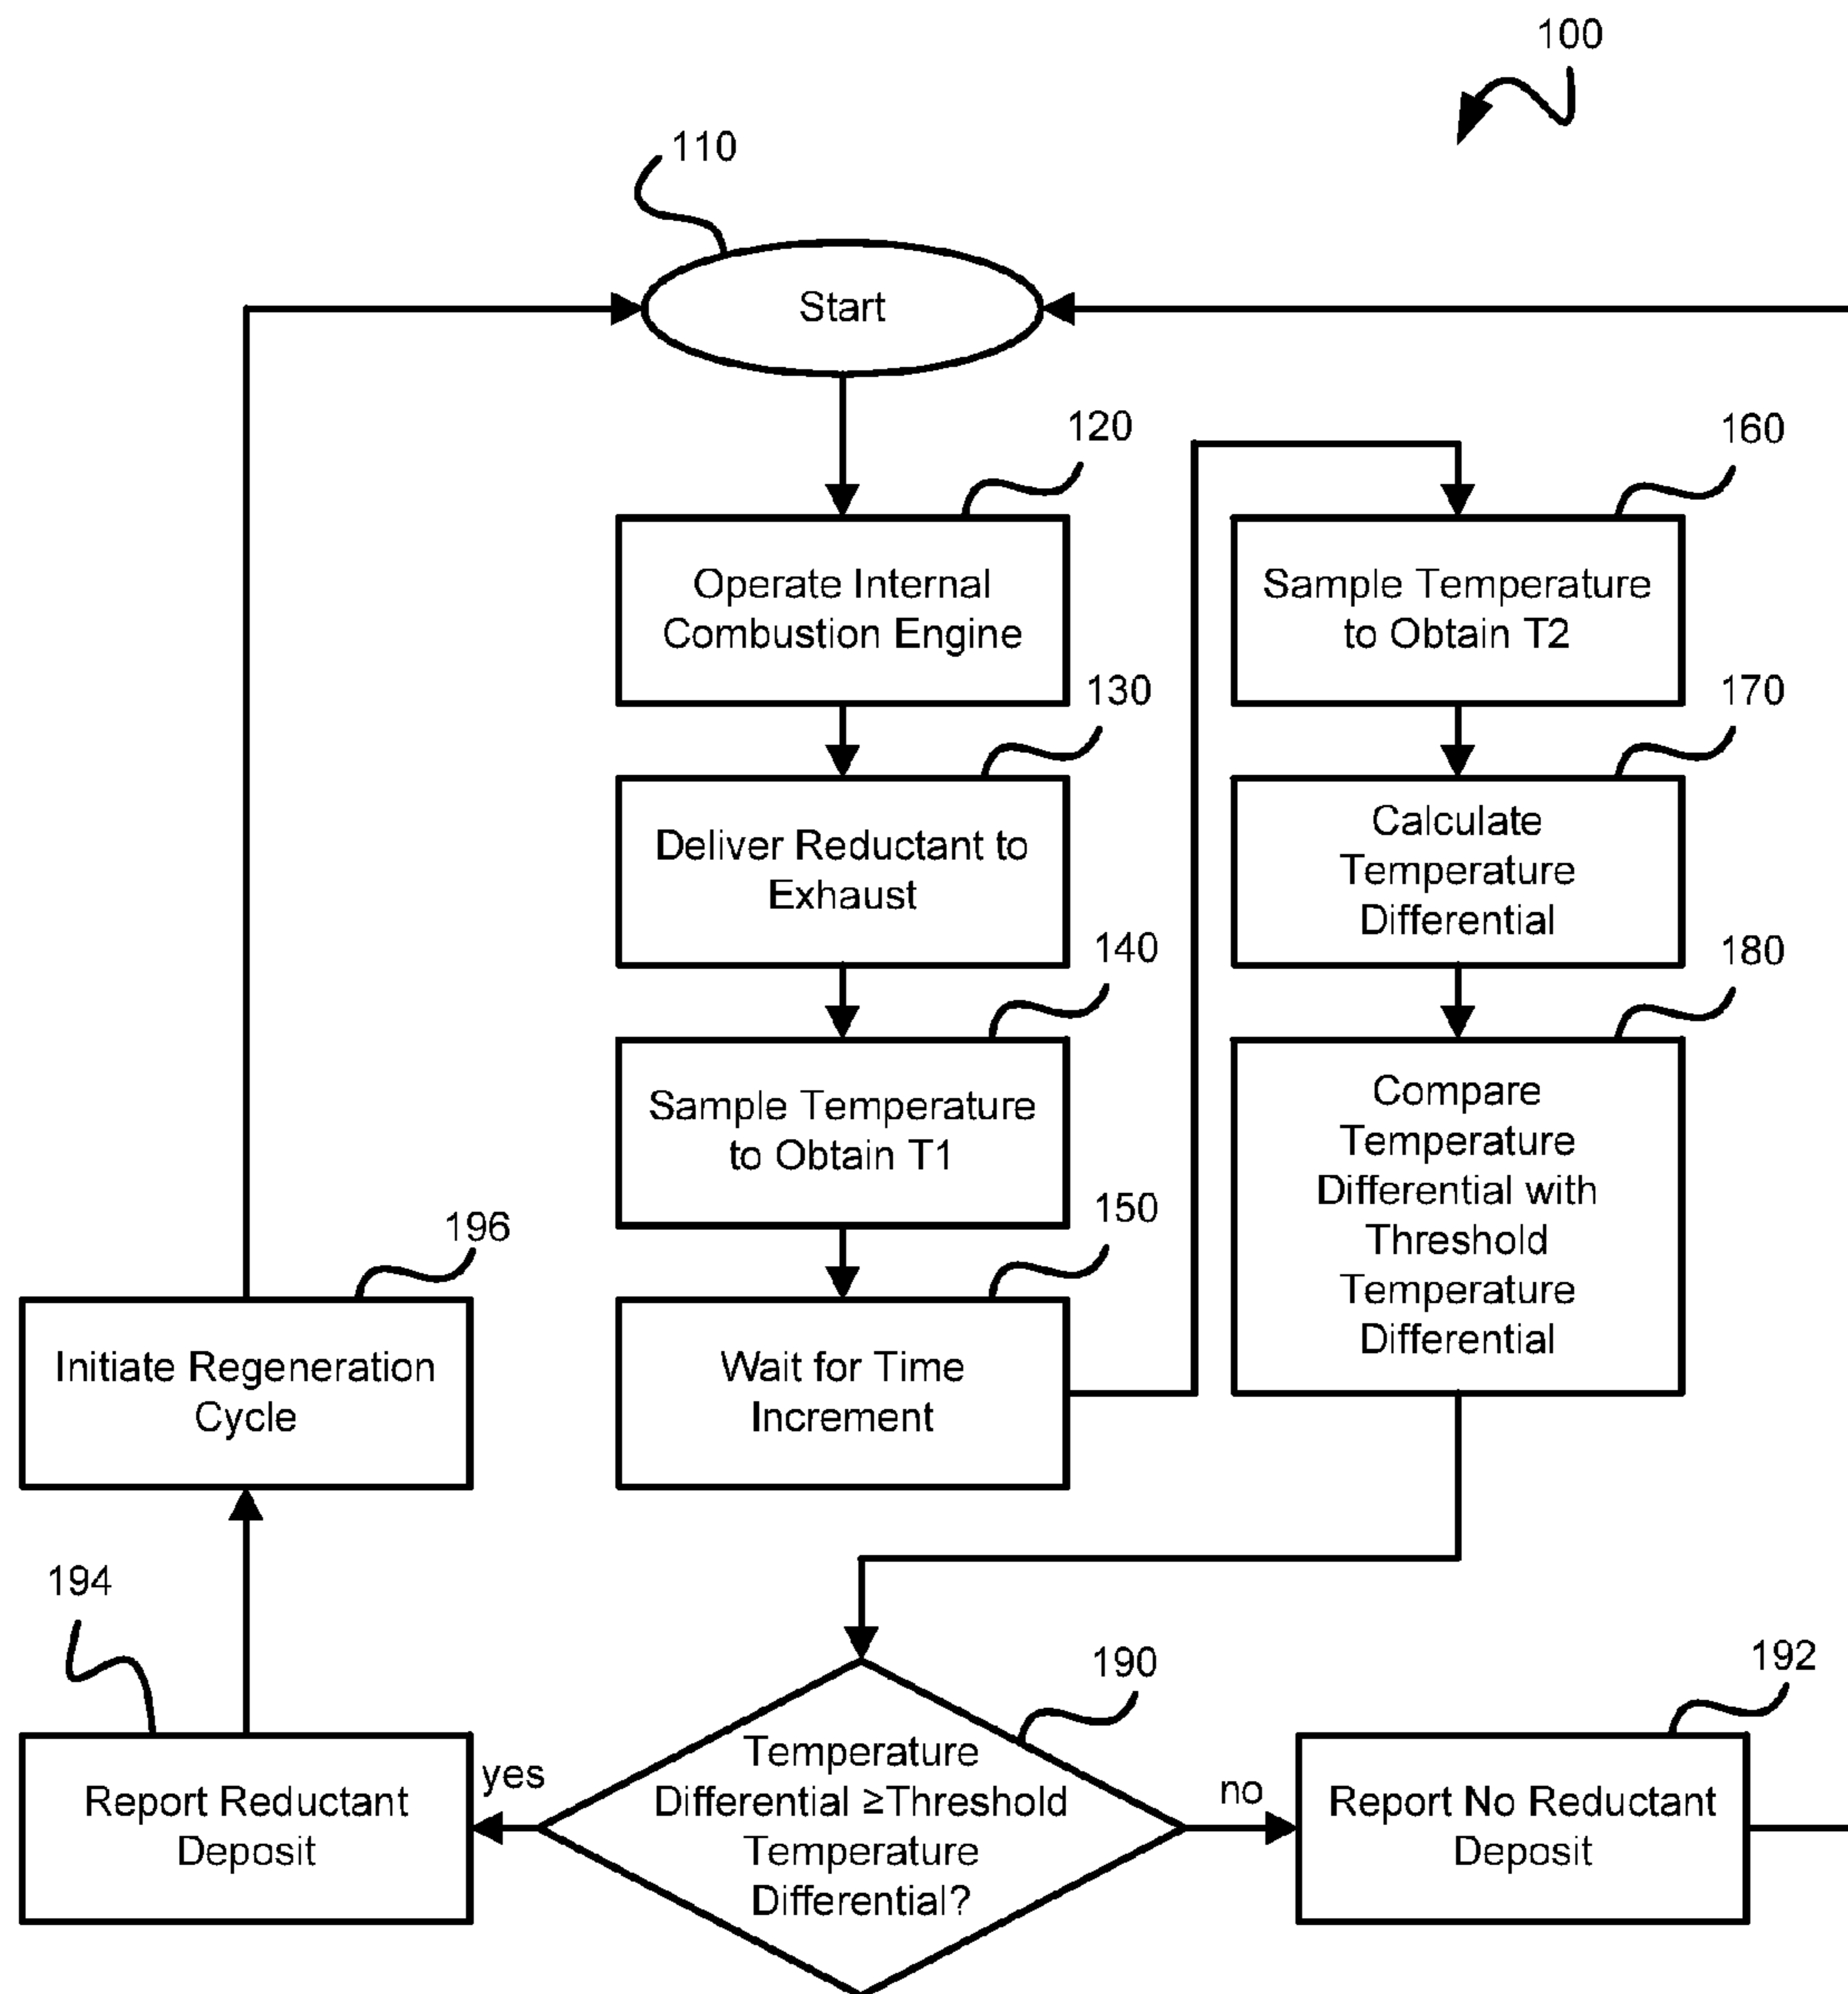 100
110
Start
120
Operate Internal
Combustion Engine
130
Deliver Reductant to
Exhaust
140
Sample Temperature
to Obtain T1
150
Wait for Time
Increment
160
Sample Temperature
to Obtain T2
170
Calculate
Temperature
Differential
180
Compare
Temperature
Differential with
Threshold
Temperature
Differential
190
Temperature
Differential ≥Threshold
Temperature
Differential?
no
192
Report No Reductant
Deposit
yes
194
Report Reductant
Deposit
196
Initiate Regeneration
Cycle